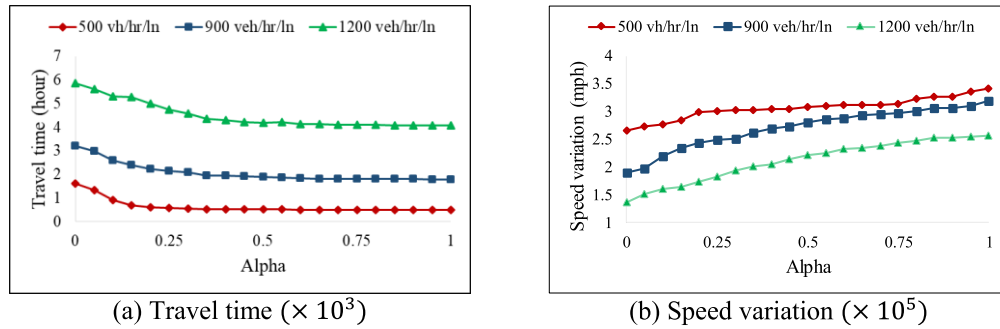 500 vh/hr/ln 900 veh/hr/ln 1200 veh/hr/ln
7
6
5
4
3
2
1
0
Travel time (hour)
0 0.25 0.5 0.75 1
Alpha
(a) Travel time (× 10³)
500 vh/hr/ln 900 veh/hr/ln 1200 veh/hr/ln
4
3.5
3
2.5
2
1.5
1
Speed variation (mph)
0 0.25 0.5 0.75 1
Alpha
(b) Speed variation (× 10⁵)